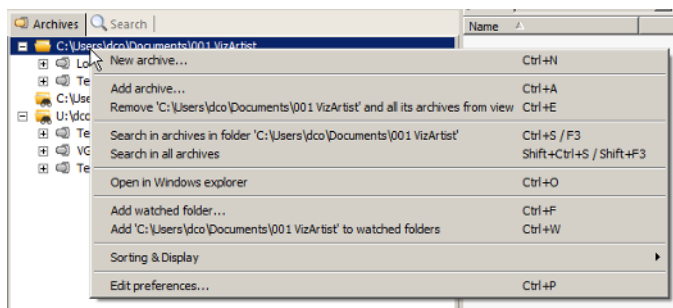 Archives
Search
Name
C:\Users\dco\Documents\001 VizArtist
Lo
Te
C:\Use
U:\dco
Te
VG
Te
New archive... Ctrl+N
Add archive... Ctrl+A
Remove 'C:\Users\dco\Documents\001 VizArtist' and all its archives from view Ctrl+E
Search in archives in folder 'C:\Users\dco\Documents\001 VizArtist' Ctrl+S / F3
Search in all archives Shift+Ctrl+S / Shift+F3
Open in Windows explorer Ctrl+O
Add watched folder... Ctrl+F
Add 'C:\Users\dco\Documents\001 VizArtist' to watched folders Ctrl+W
Sorting & Display
Edit preferences... Ctrl+P